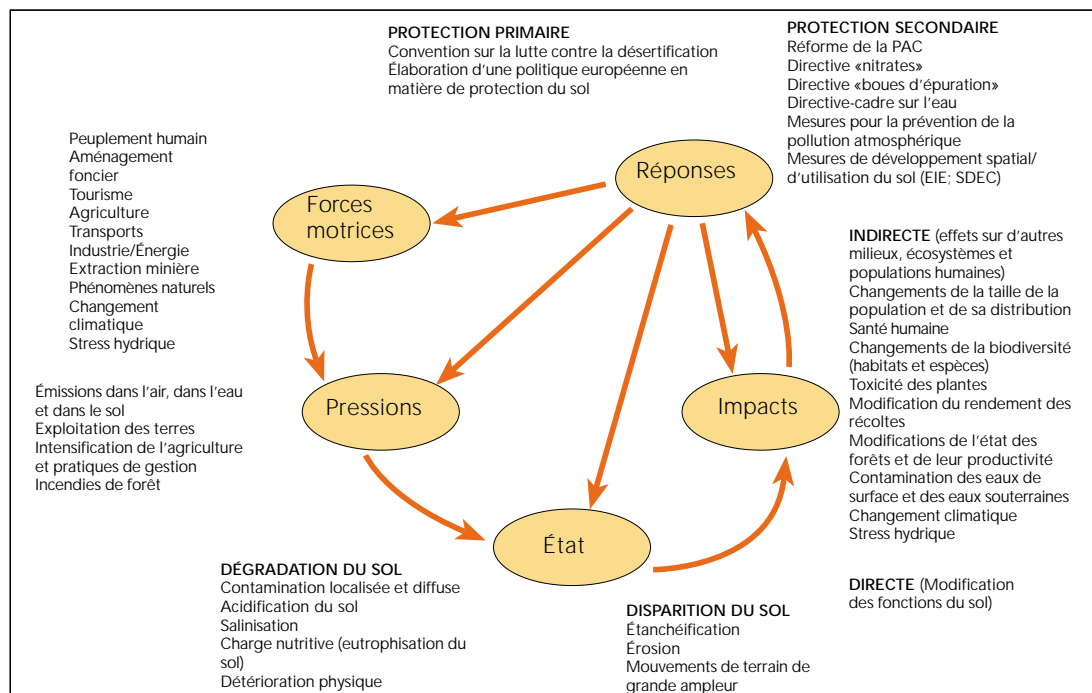 PROTECTION PRIMAIRE
Convention sur la lutte contre la désertification
Élaboration d'une politique européenne en
matière de protection du sol
PROTECTION SECONDAIRE
Réforme de la PAC
Directive «nitrates»
Directive «boues d'épuration»
Directive-cadre sur l'eau
Mesures pour la prévention de la
pollution atmosphérique
Mesures de développement spatial/
d'utilisation du sol (EIE; SDEC)
Peuplement humain
Aménagement
foncier
Tourisme
Agriculture
Transports
Industrie/Énergie
Extraction minière
Phénomènes naturels
Changement
climatique
Stress hydrique
Forces
motrices
Réponses
INDIRECTE (effets sur d'autres
milieux, écosystèmes et
populations humaines)
Changements de la taille de la
population et de sa distribution
Santé humaine
Changements de la biodiversité
(habitats et espèces)
Toxicité des plantes
Modification du rendement des
récoltes
Modifications de l'état des
forêts et de leur productivité
Contamination des eaux de
surface et des eaux souterraines
Changement climatique
Stress hydrique
Émissions dans l'air, dans l'eau
et dans le sol
Exploitation des terres
Intensification de l'agriculture
et pratiques de gestion
Incendies de forêt
Pressions
Impacts
État
DIRECTE (Modification
des fonctions du sol)
DÉGRADATION DU SOL
Contamination localisée et diffuse
Acidification du sol
Salinisation
Charge nutritive (eutrophisation du
sol)
Détérioration physique
DISPARITION DU SOL
Étanchéification
Érosion
Mouvements de terrain de
grande ampleur